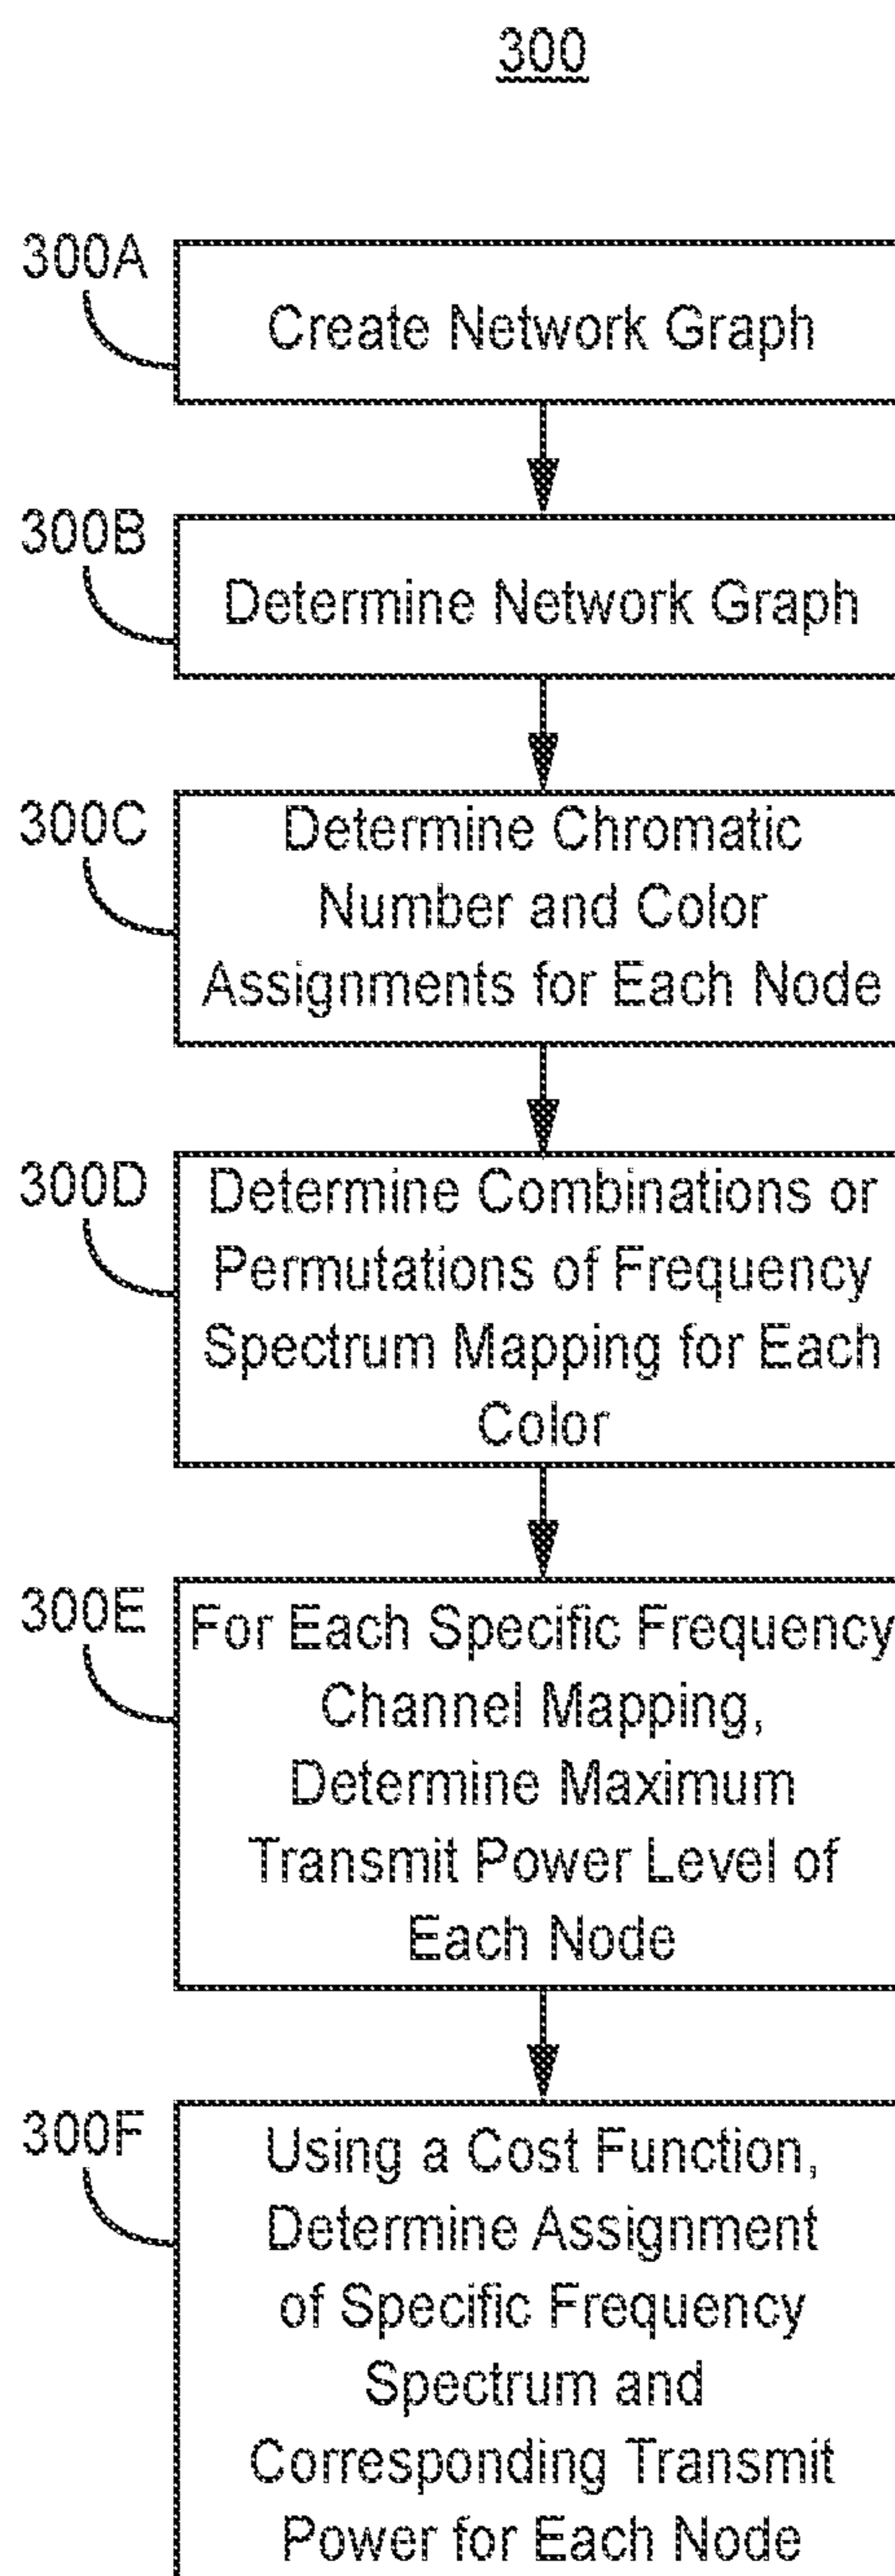 300
300A
Create Network Graph
300B
Determine Network Graph
300C
Determine Chromatic
Number and Color
Assignments for Each Node
300D
Determine Combinations or
Permutations of Frequency
Spectrum Mapping for Each
Color
300E
For Each Specific Frequency
Channel Mapping,
Determine Maximum
Transmit Power Level of
Each Node
300F
Using a Cost Function,
Determine Assignment
of Specific Frequency
Spectrum and
Corresponding Transmit
Power for Each Node